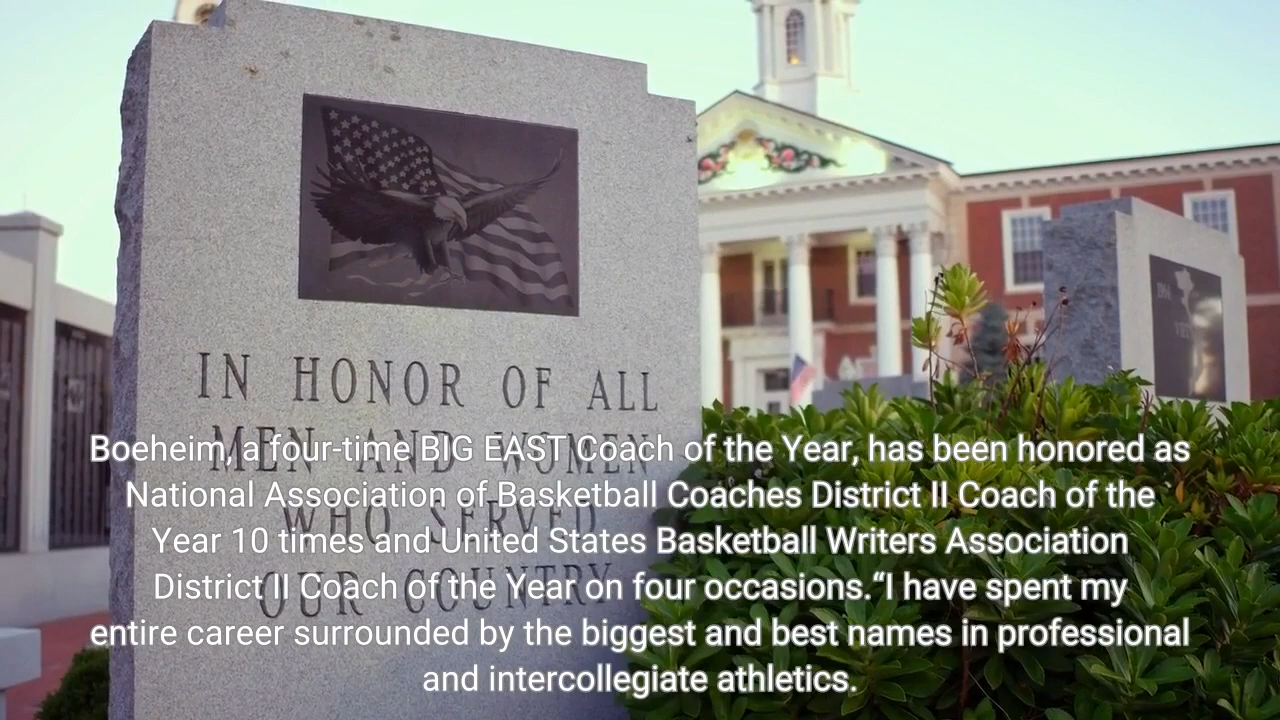 IN HONOR OF ALL
MEN AND WOMEN
WHO SERVED
OUR COUNTRY
Boeheim, a four-time BIG EAST Coach of the Year, has been honored as
National Association of Basketball Coaches District II Coach of the
Year 10 times and United States Basketball Writers Association
District II Coach of the Year on four occasions.“I have spent my
entire career surrounded by the biggest and best names in professional
and intercollegiate athletics.